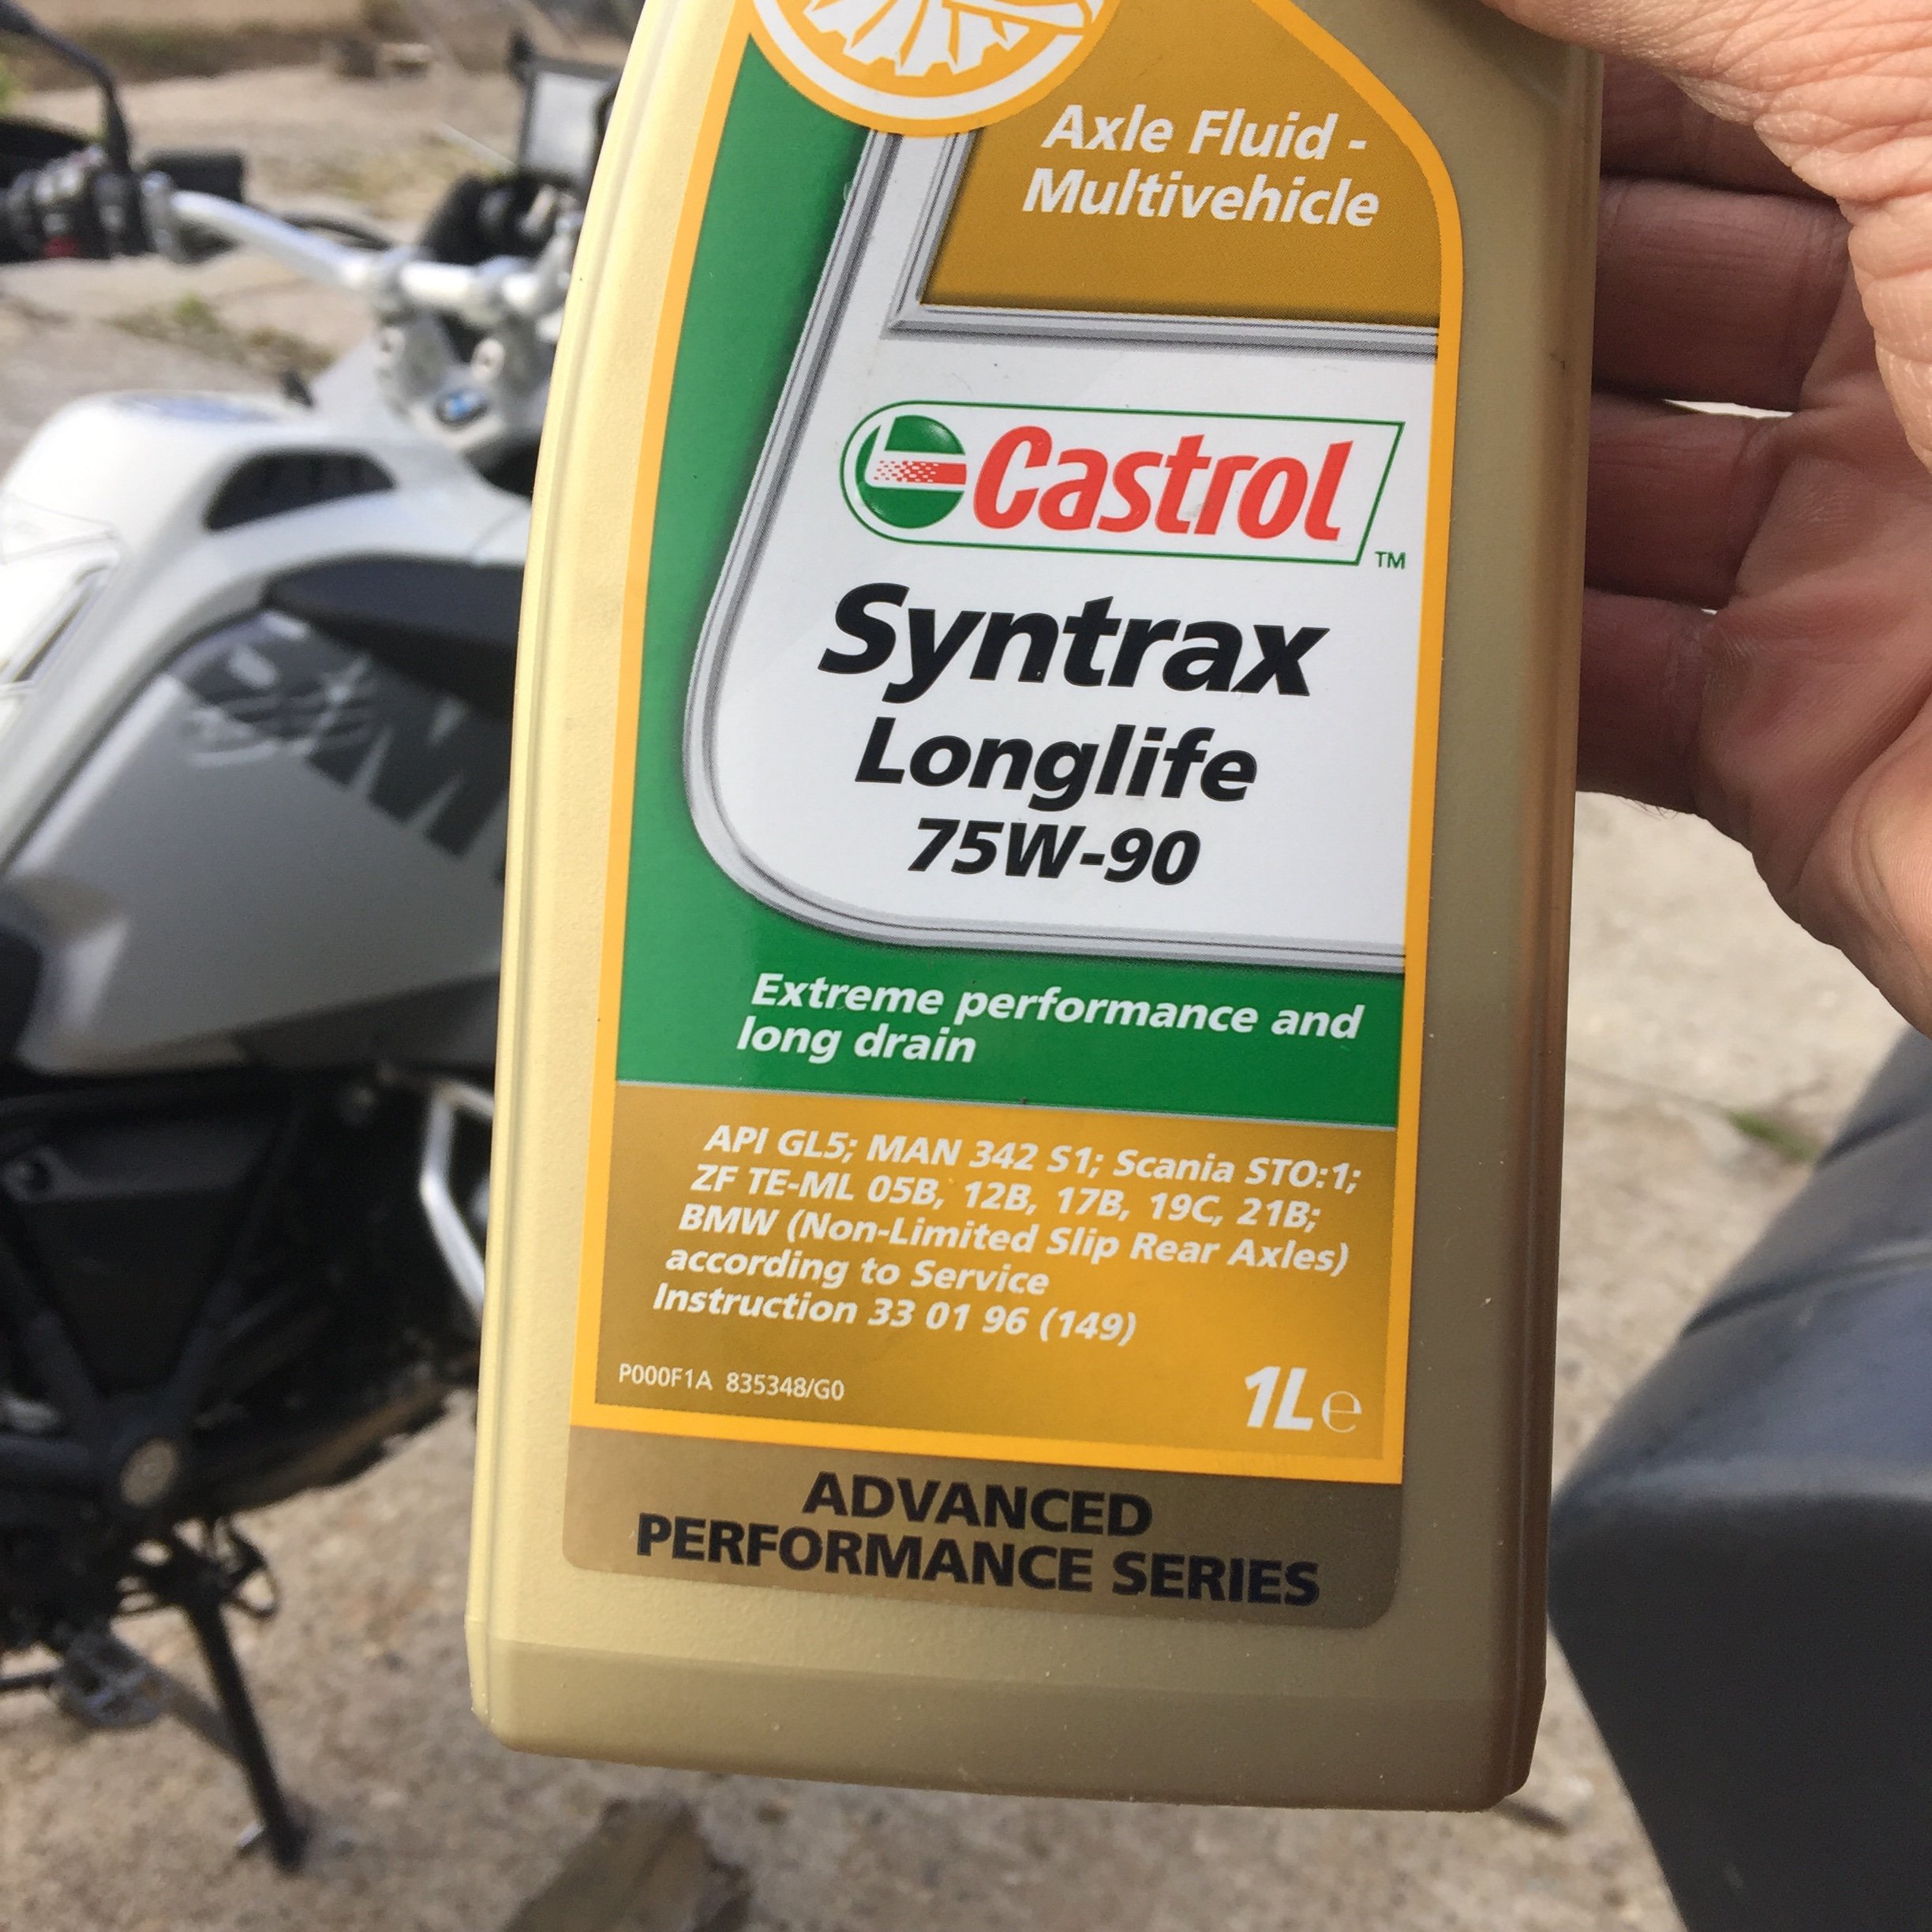 Axle Fluid -
Multivehicle
Castrol
TM
Syntrax
Longlife
75W-90
Extreme performance and
long drain
API GL5; MAN 342 S1; Scania STO:1;
ZF TE-ML 05B, 12B, 17B, 19C, 21B;
BMW (Non-Limited Slip Rear Axles)
according to Service
Instruction 33 01 96 (149)
P000F1A 835348/G0
1L e
ADVANCED
PERFORMANCE SERIES